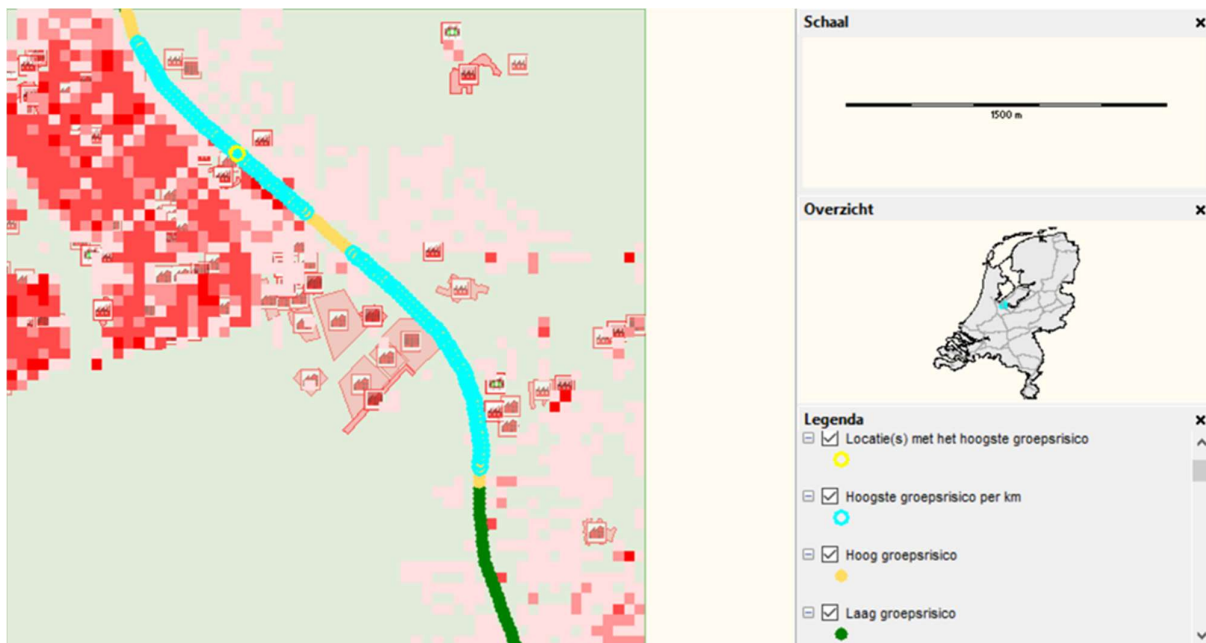 Schaal
1500 m
Overzicht
Legenda
Locatie(s) met het hoogste groepsrisico
Hoogste groepsrisico per km
Hoog groepsrisico
Laag groepsrisico